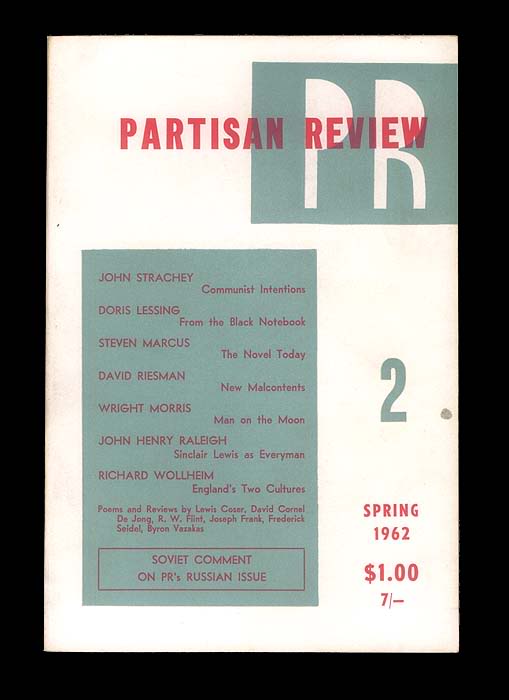 PR
PARTISAN REVIEW
JOHN STRACHEY
Communist Intentions
DORIS LESSING
From the Black Notebook
STEVEN MARCUS
The Novel Today
DAVID RIESMAN
New Malcontents
WRIGHT MORRIS
Man on the Moon
JOHN HENRY RALEIGH
Sinclair Lewis as Everyman
RICHARD WOLLHEIM
England's Two Cultures
Poems and Reviews by Lewis Coser, David Cornel
De Jong, R. W. Flint, Joseph Frank, Frederick
Seidel, Byron Vazakas
SOVIET COMMENT
ON PR's RUSSIAN ISSUE
2
SPRING
1962
$1.00
7/—